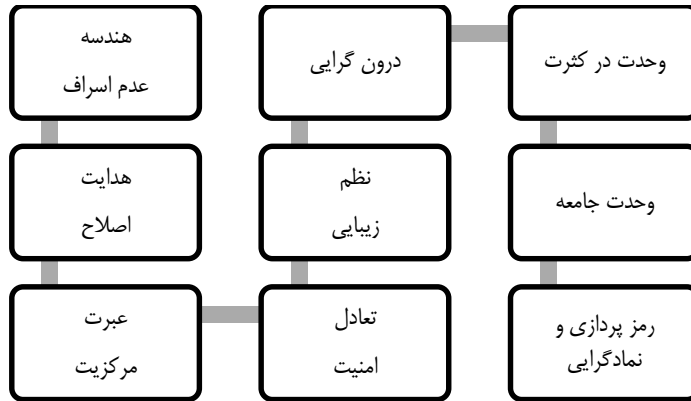 هندسه
عدم اسراف
هدایت
اصلاح
عبرت
مرکزیت
تعادل
امنیت
نظم
زیبایی
درون گرایی
وحدت در کثرت
وحدت جامعه
رمز پردازی و
نمادگرایی